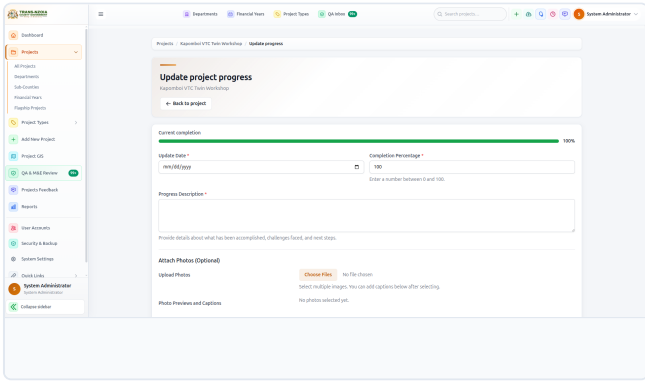 TRANS-NZOIA
Departments
Financial Years
Project Types
QA Inbox 99+
Search projects...
S System Administrator
Dashboard
Projects
All Projects
Departments
Sub-Counties
Financial Years
Flagship Projects
Project Types
Add New Project
Project GIS
QA & M&E Review 99+
Projects Feedback
Reports
User Accounts
Security & Backup
System Settings
Quick Links
S System Administrator
System Administrator
Collapse sidebar
Projects / Kapomboi VTC Twin Workshop / Update progress
Update project progress
Kapomboi VTC Twin Workshop
← Back to project
Current completion
100%
Update Date *
Completion Percentage *
mm/dd/yyyy
100
Enter a number between 0 and 100.
Progress Description *
Provide details about what has been accomplished, challenges faced, and next steps.
Attach Photos (Optional)
Upload Photos
Choose Files No file chosen
Select multiple images. You can add captions below after selecting.
Photo Previews and Captions
No photos selected yet.